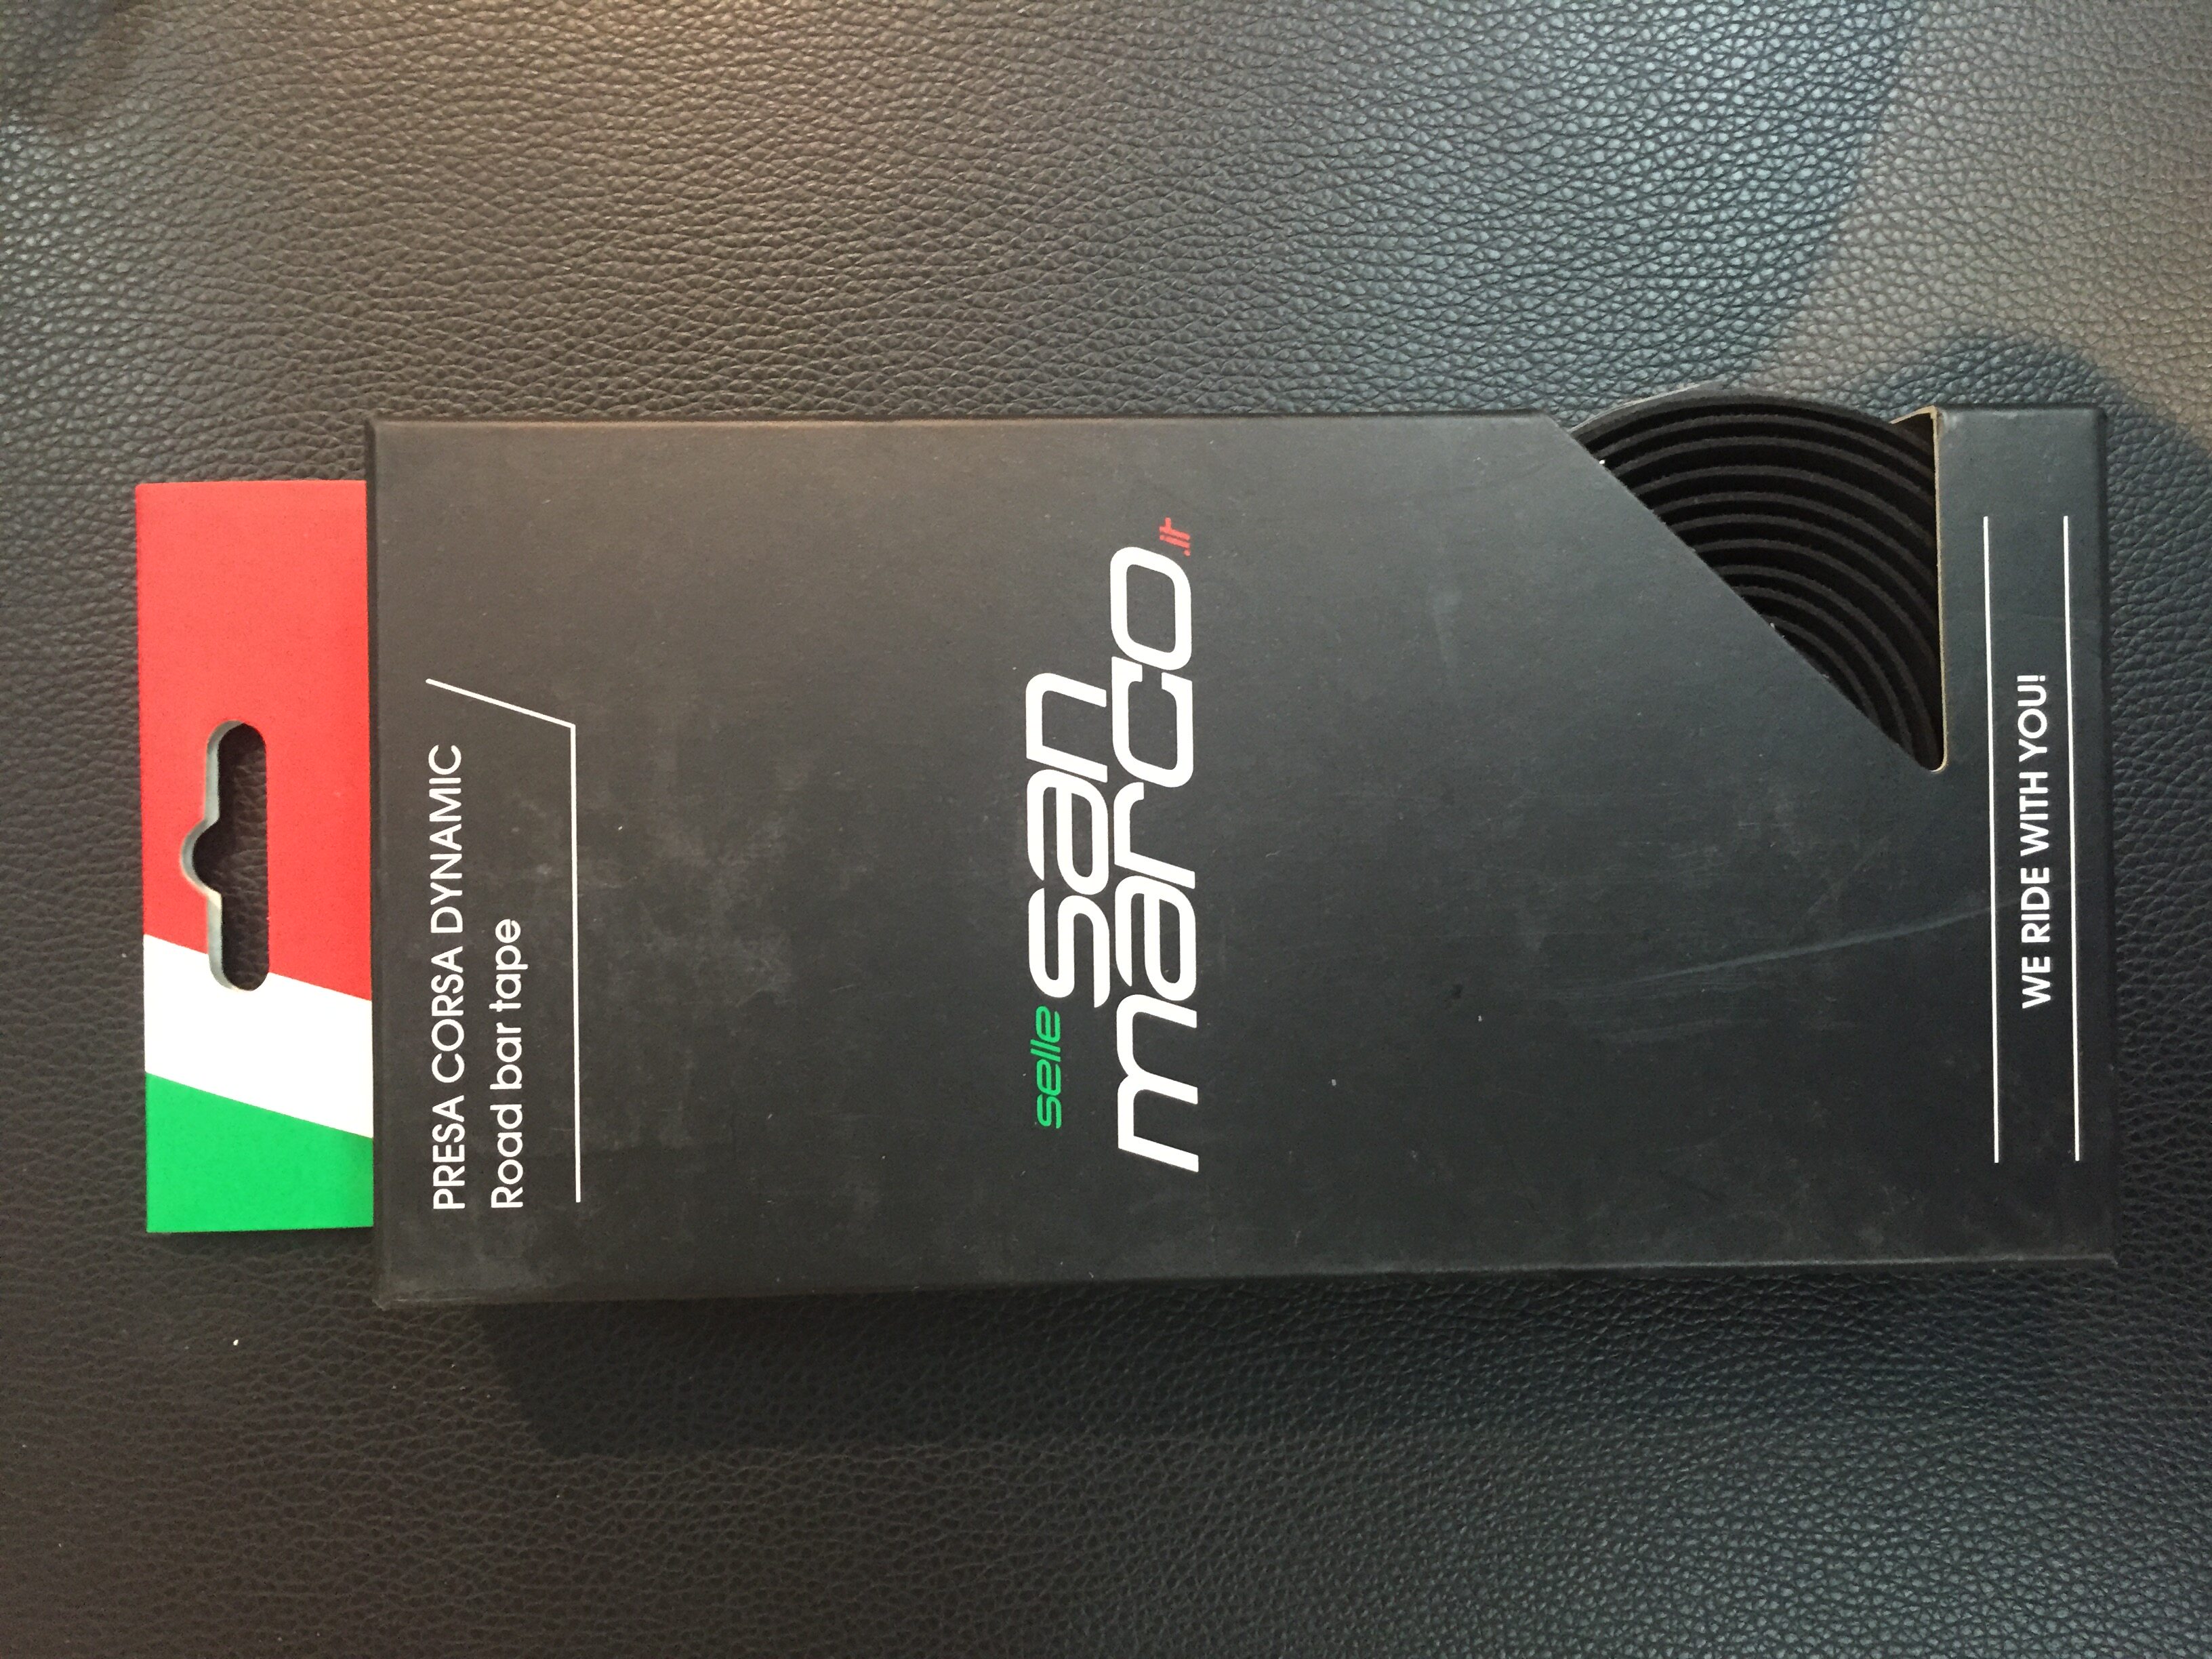 PRESA CORSA DYNAMIC
Road bar tape
selle san
marco.it
WE RIDE WITH YOU!